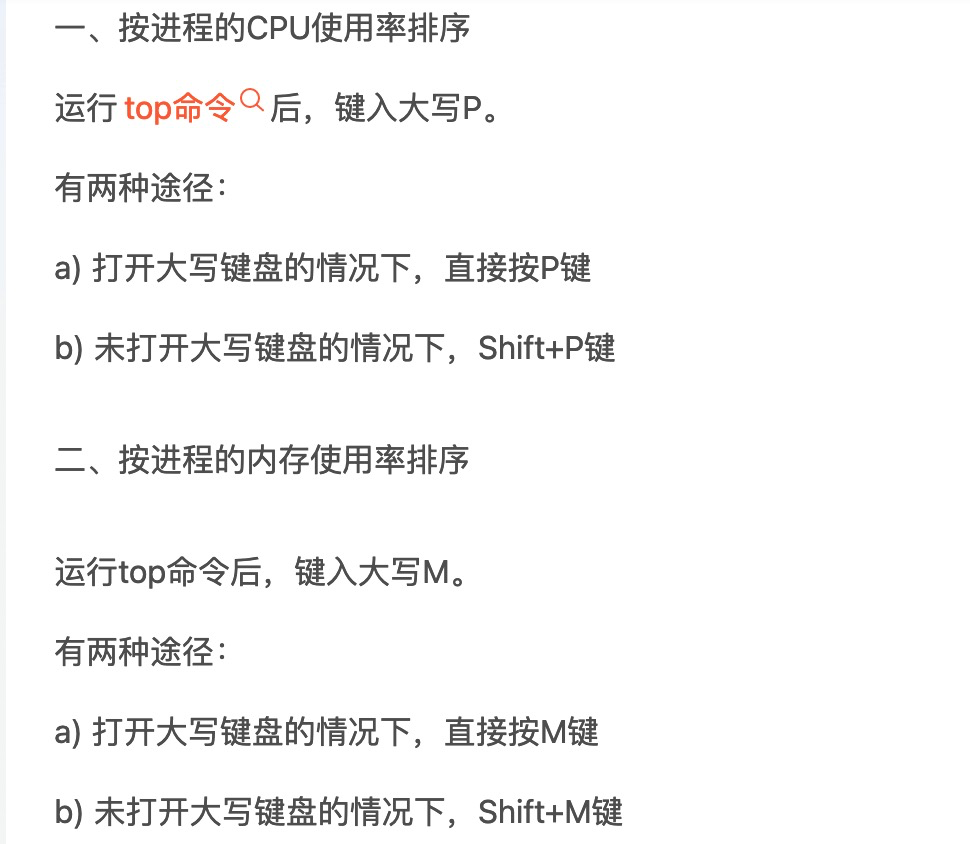 一、按进程的CPU使用率排序
运行 top命令 后，键入大写P。
有两种途径：
a) 打开大写键盘的情况下，直接按P键
b) 未打开大写键盘的情况下，Shift+P键
二、按进程的内存使用率排序
运行top命令后，键入大写M。
有两种途径：
a) 打开大写键盘的情况下，直接按M键
b) 未打开大写键盘的情况下，Shift+M键